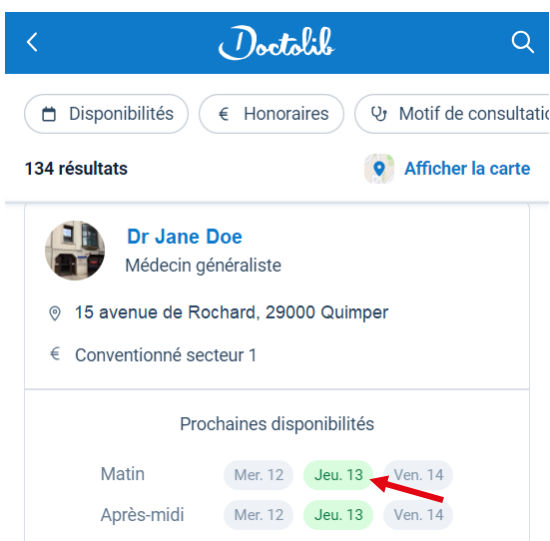 Doctolib
Disponibilités € Honoraires Motif de consultatio
134 résultats Afficher la carte
Dr Jane Doe
Médecin généraliste
15 avenue de Rochard, 29000 Quimper
€ Conventionné secteur 1
Prochaines disponibilités
Matin Mer. 12 Jeu. 13 Ven. 14
Après-midi Mer. 12 Jeu. 13 Ven. 14